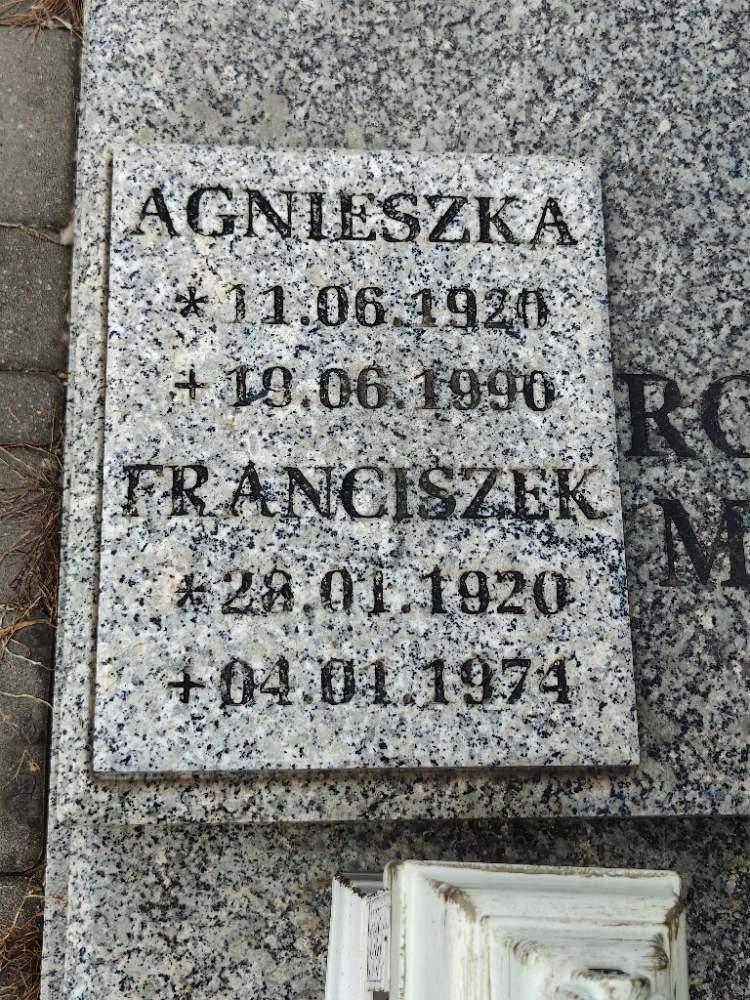 AGNIESZKA
*11.06.1920
+19.06.1990
FRANCISZEK
*28.01.1920
+04.01.1974